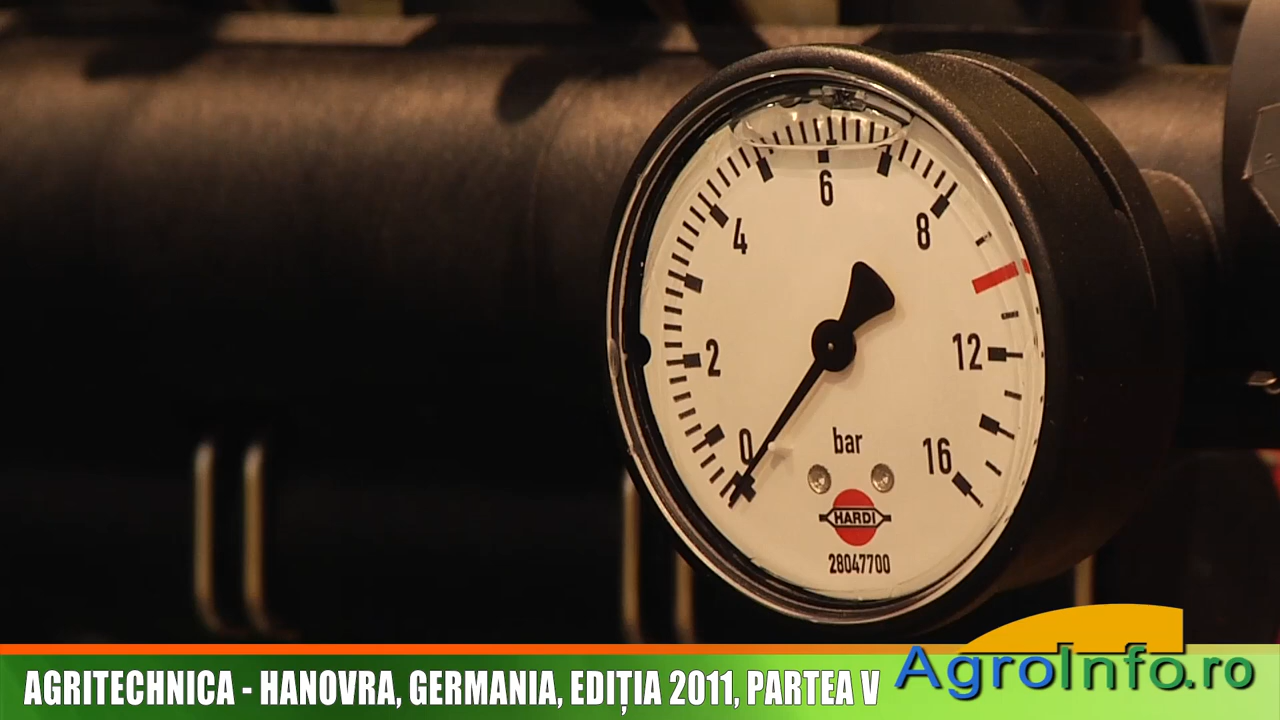 6
4
8
2
12
0
bar
16
HARDI
28047700
AGRITECHNICA - HANOVRA, GERMANIA, EDIȚIA 2011, PARTEA V
AgroInfo.ro